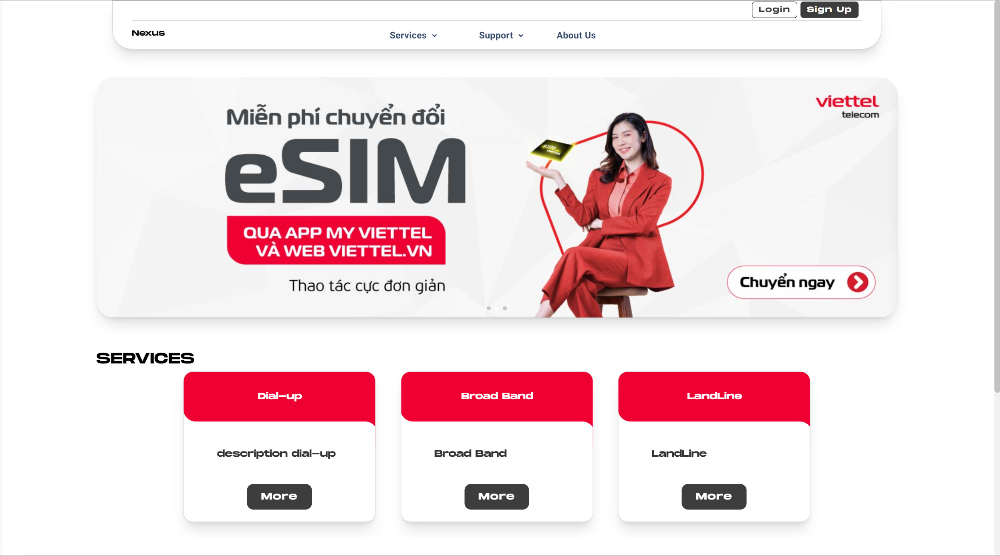 Login
Sign Up
Nexus
Services
Support
About Us
viettel
telecom
Miễn phí chuyển đổi
eSIM
eSIM
viettel
QUA APP MY VIETTEL
VÀ WEB VIETTEL.VN
Thao tác cực đơn giản
Chuyển ngay
SERVICES
Dial-up
description dial-up
More
Broad Band
Broad Band
More
LandLine
LandLine
More